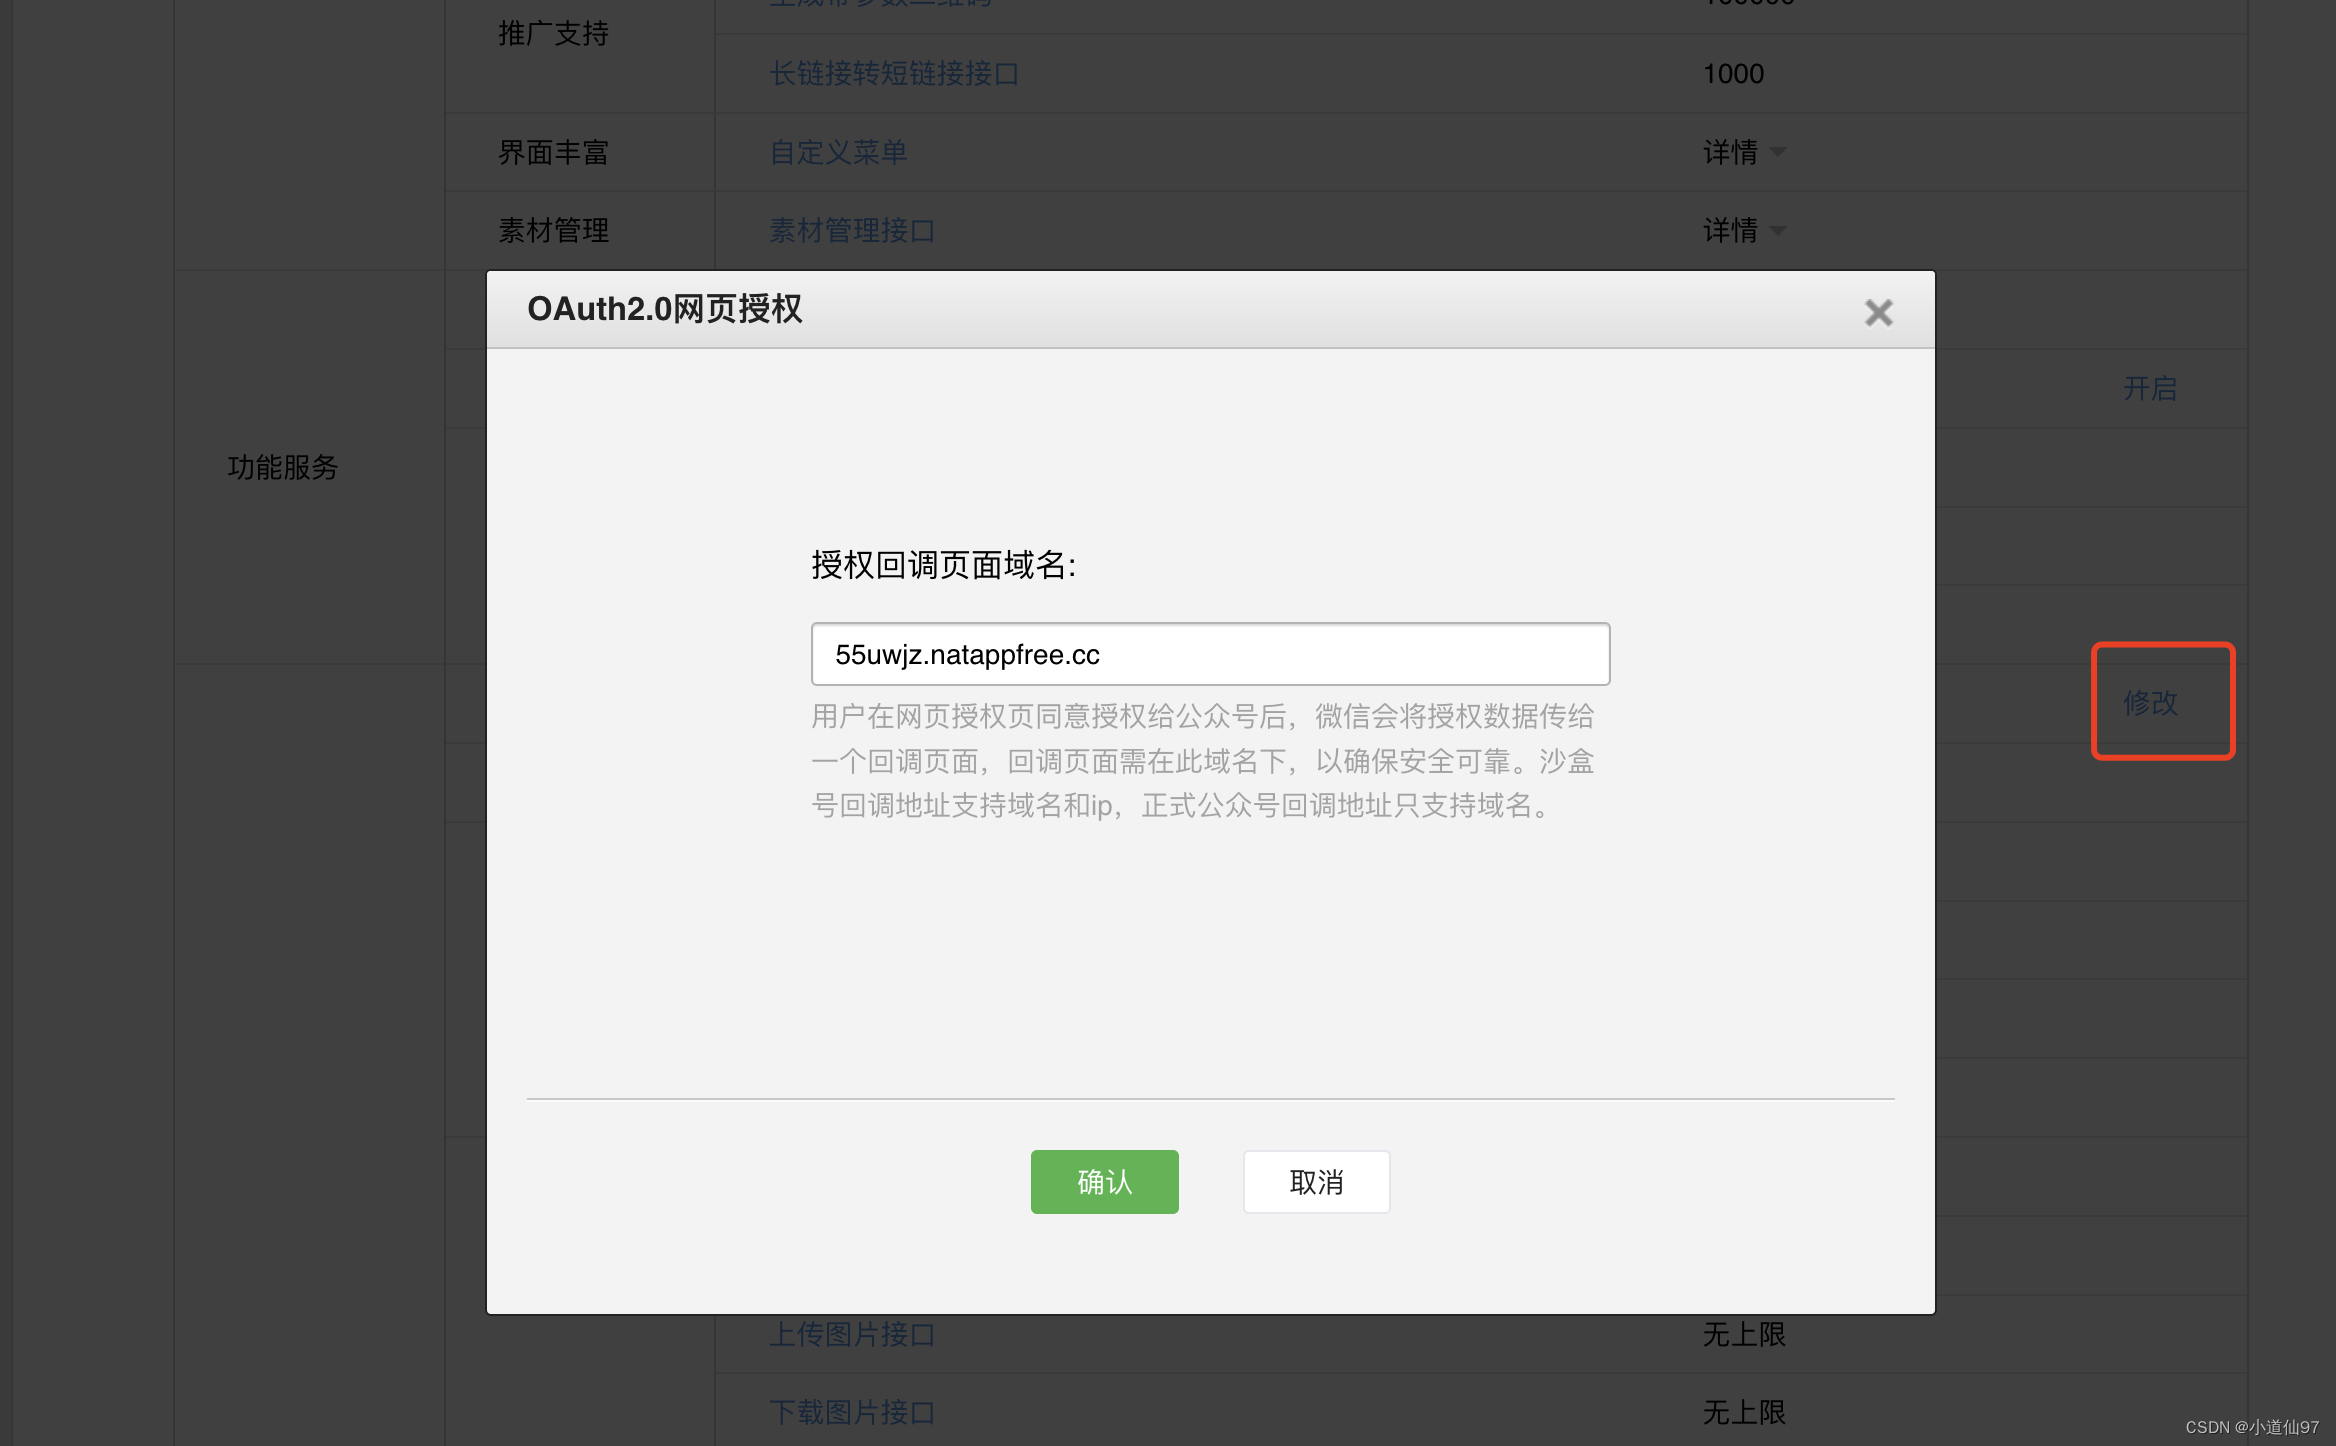 推广支持
长链接转短链接接口 1000
界面丰富 自定义菜单 详情
素材管理 素材管理接口 详情
OAuth2.0网页授权
开启
功能服务
授权回调页面域名:
55uwjz.natappfree.cc
修改
用户在网页授权页同意授权给公众号后，微信会将授权数据传给
一个回调页面，回调页面需在此域名下，以确保安全可靠。沙盒
号回调地址支持域名和ip，正式公众号回调地址只支持域名。
确认 取消
上传图片接口 无上限
下载图片接口 无上限
CSDN @小道仙97